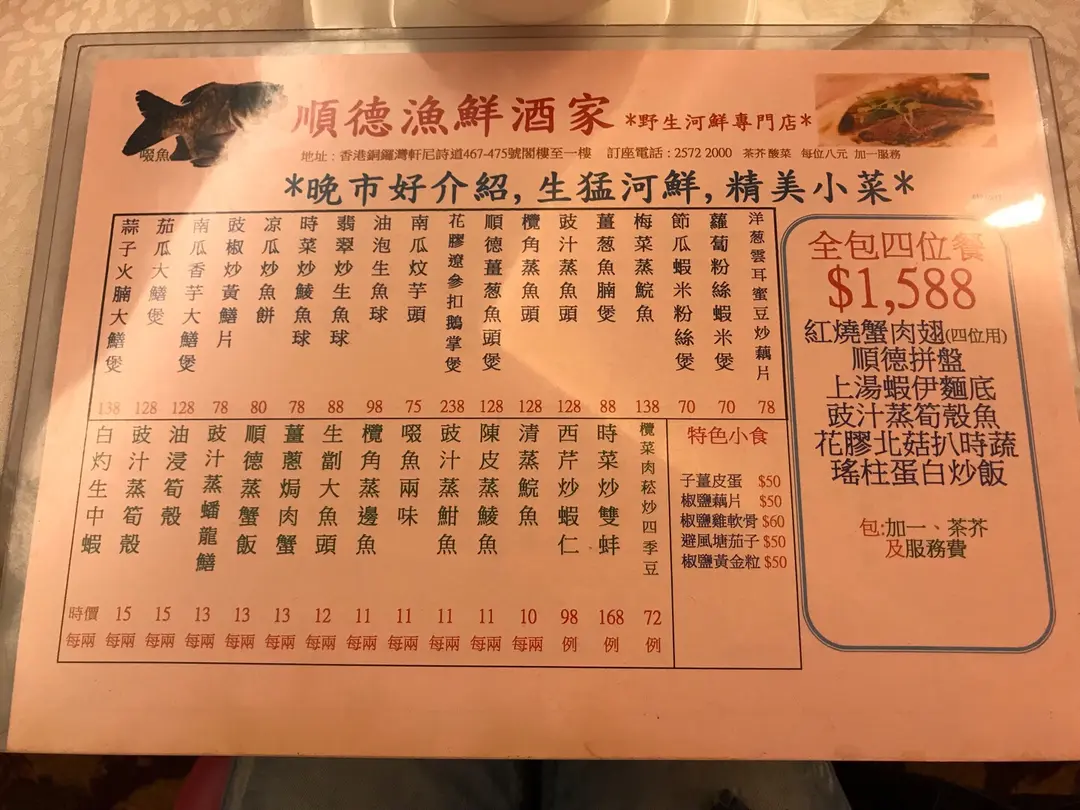 順德漁鮮酒家
*野生河鮮專門店*
啜魚
地址 : 香港銅鑼灣軒尼詩道467-475號閣樓至一樓 訂座電話 : 2572 2000 茶芥酸菜 每位八元 加一服務
*晚市好介紹, 生猛河鮮, 精美小菜*
洋葱雲耳蜜豆炒藕片
78
蘿蔔粉絲蝦米煲
70
節瓜蝦米粉絲煲
70
梅菜蒸鯇魚
138
薑葱魚腩煲
88
豉汁蒸魚頭
128
欖角蒸魚頭
128
順德薑葱魚頭煲
128
花膠遼參扣鵝掌煲
238
南瓜炆芋頭
75
油泡生魚球
98
翡翠炒生魚球
88
時菜炒鯪魚球
78
凉瓜炒魚餅
80
豉椒炒黃鱔片
78
南瓜香芋大鱔煲
128
茄瓜大鱔煲
128
蒜子火腩大鱔煲
138
欖菜肉菘炒四季豆
72
例
時菜炒雙蚌
168
例
西芹炒蝦仁
98
例
清蒸鯇魚
10
每兩
陳皮蒸鯪魚
11
每兩
豉汁蒸鮒魚
11
每兩
啜魚兩味
11
每兩
欖角蒸邊魚
11
每兩
生劏大魚頭
12
每兩
薑蔥焗肉蟹
13
每兩
順德蒸蟹飯
13
每兩
豉汁蒸蟠龍鱔
13
每兩
油浸筍殼
15
每兩
豉汁蒸筍殼
15
每兩
白灼生中蝦
時價
每兩
特色小食
子薑皮蛋 $50
椒鹽藕片 $50
椒鹽雞軟骨 $60
避風塘茄子 $50
椒鹽黃金粒 $50
全包四位餐
$1,588
紅燒蟹肉翅(四位用)
順德拼盤
上湯蝦伊麵底
豉汁蒸筍殼魚
花膠北菇扒時蔬
瑤柱蛋白炒飯
包:加一、茶芥
及服務費